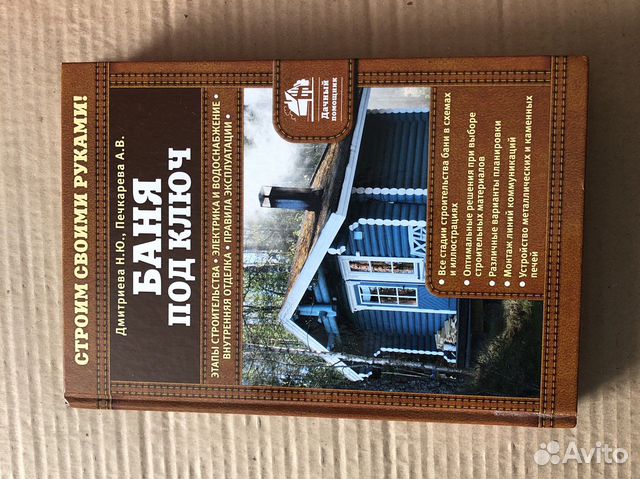 СТРОИМ СВОИМИ РУКАМИ!
Дмитриева Н.Ю., Печкарева А.В.
БАНЯ
ПОД КЛЮЧ
ЭТАПЫ СТРОИТЕЛЬСТВА • ЭЛЕКТРИКА И ВОДОСНАБЖЕНИЕ •
ВНУТРЕННЯЯ ОТДЕЛКА • ПРАВИЛА ЭКСПЛУАТАЦИИ •
Дачный
помощник
• Все стадии строительства бани в схемах
и иллюстрациях
• Оптимальные решения при выборе
строительных материалов
• Различные варианты планировки
• Монтаж линий коммуникаций
• Устройство металлических и каменных
печей
Avito